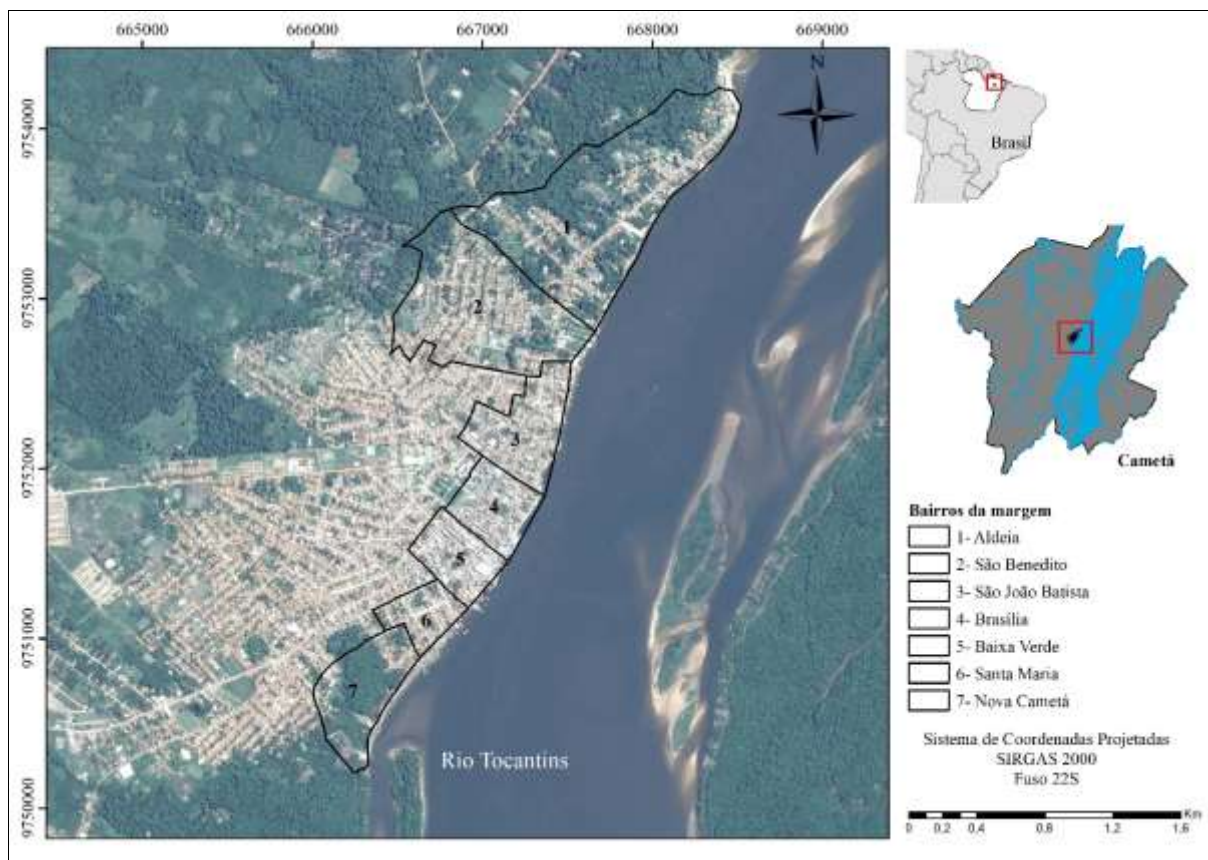 665000 666000 667000 668000 669000
9754000
9753000
9752000
9751000
9750000
N
1
2
3
4
5
6
7
Rio Tocantins
Brasil
Cametá
Bairros da margem
1- Aldeia
2- São Benedito
3- São João Batista
4- Brasília
5- Baixa Verde
6- Santa Maria
7- Nova Cametá
Sistema de Coordenadas Projetadas
SIRGAS 2000
Fuso 22S
Km
0 0,2 0,4 0,8 1,2 1,6